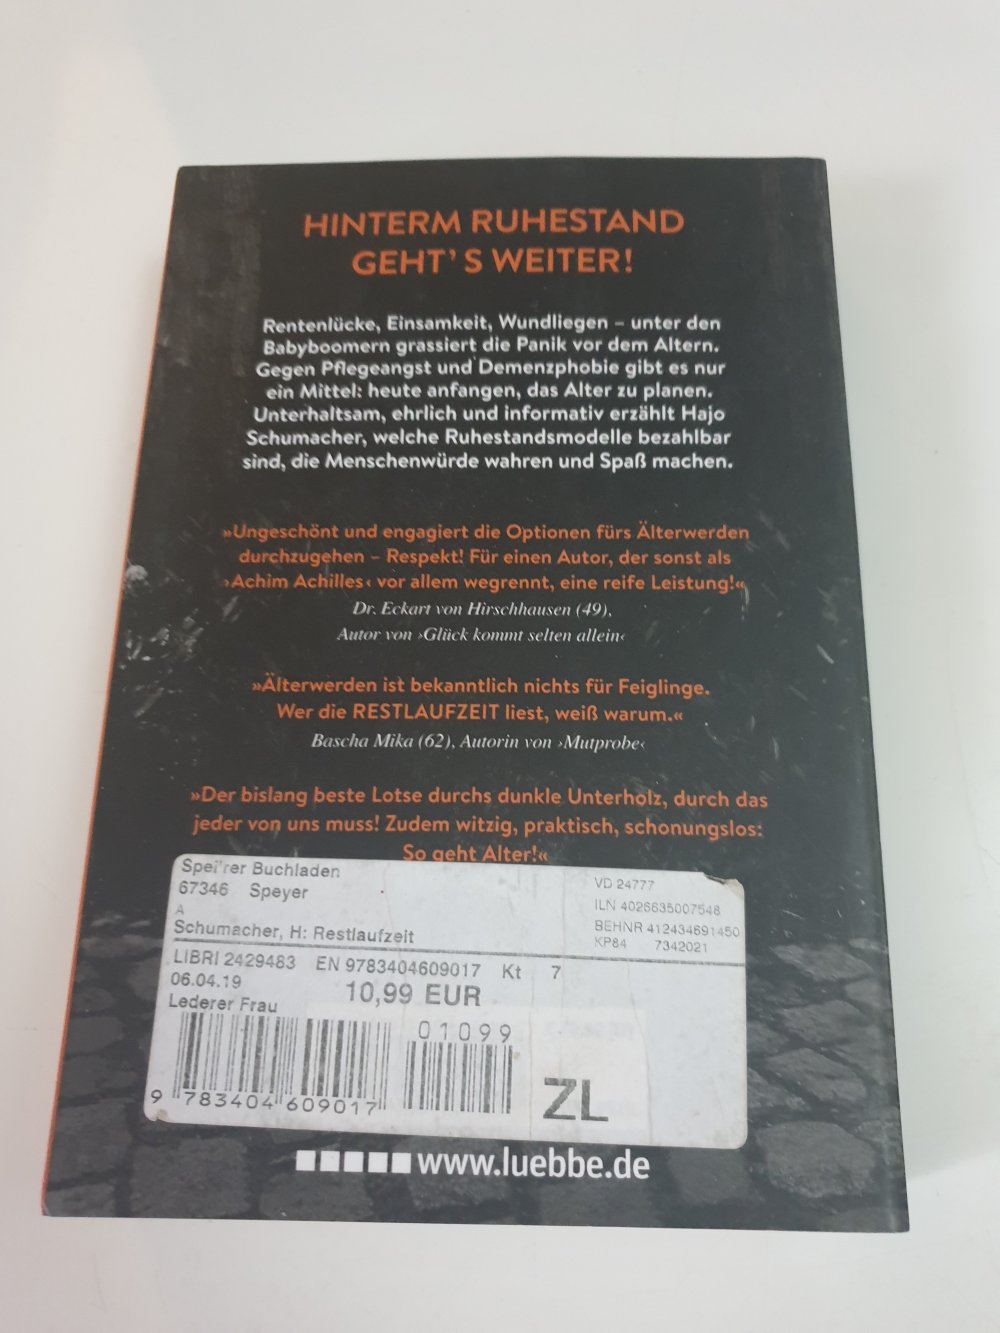 HINTERM RUHESTAND
GEHT'S WEITER!
Rentenlücke, Einsamkeit, Wundliegen – unter den
Babyboomern grassiert die Panik vor dem Altern.
Gegen Pflegeangst und Demenzphobie gibt es nur
ein Mittel: heute anfangen, das Alter zu planen.
Unterhaltsam, ehrlich und informativ erzählt Hajo
Schumacher, welche Ruhestandsmodelle bezahlbar
sind, die Menschenwürde wahren und Spaß machen.
»Ungeschönt und engagiert die Optionen fürs Älterwerden
durchzugehen – Respekt! Für einen Autor, der sonst als
›Achim Achilles‹ vor allem wegrennt, eine reife Leistung!«
Dr. Eckart von Hirschhausen (49),
Autor von ›Glück kommt selten allein‹
»Älterwerden ist bekanntlich nichts für Feiglinge.
Wer die RESTLAUFZEIT liest, weiß warum.«
Bascha Mika (62), Autorin von ›Mutprobe‹
»Der bislang beste Lotse durchs dunkle Unterholz, durch das
jeder von uns muss! Zudem witzig, praktisch, schonungslos:
So geht Alter!«
Spei'rer Buchladen
67346 Speyer
A
Schumacher, H: Restlaufzeit
VD 24777
ILN 4026635007548
BEHNR 412434691450
KP84 7342021
LIBRI 2429483 EN 9783404609017 Kt 7
06.04.19 10,99 EUR
Lederer Frau
01099
9 783404 609017
ZL
www.luebbe.de